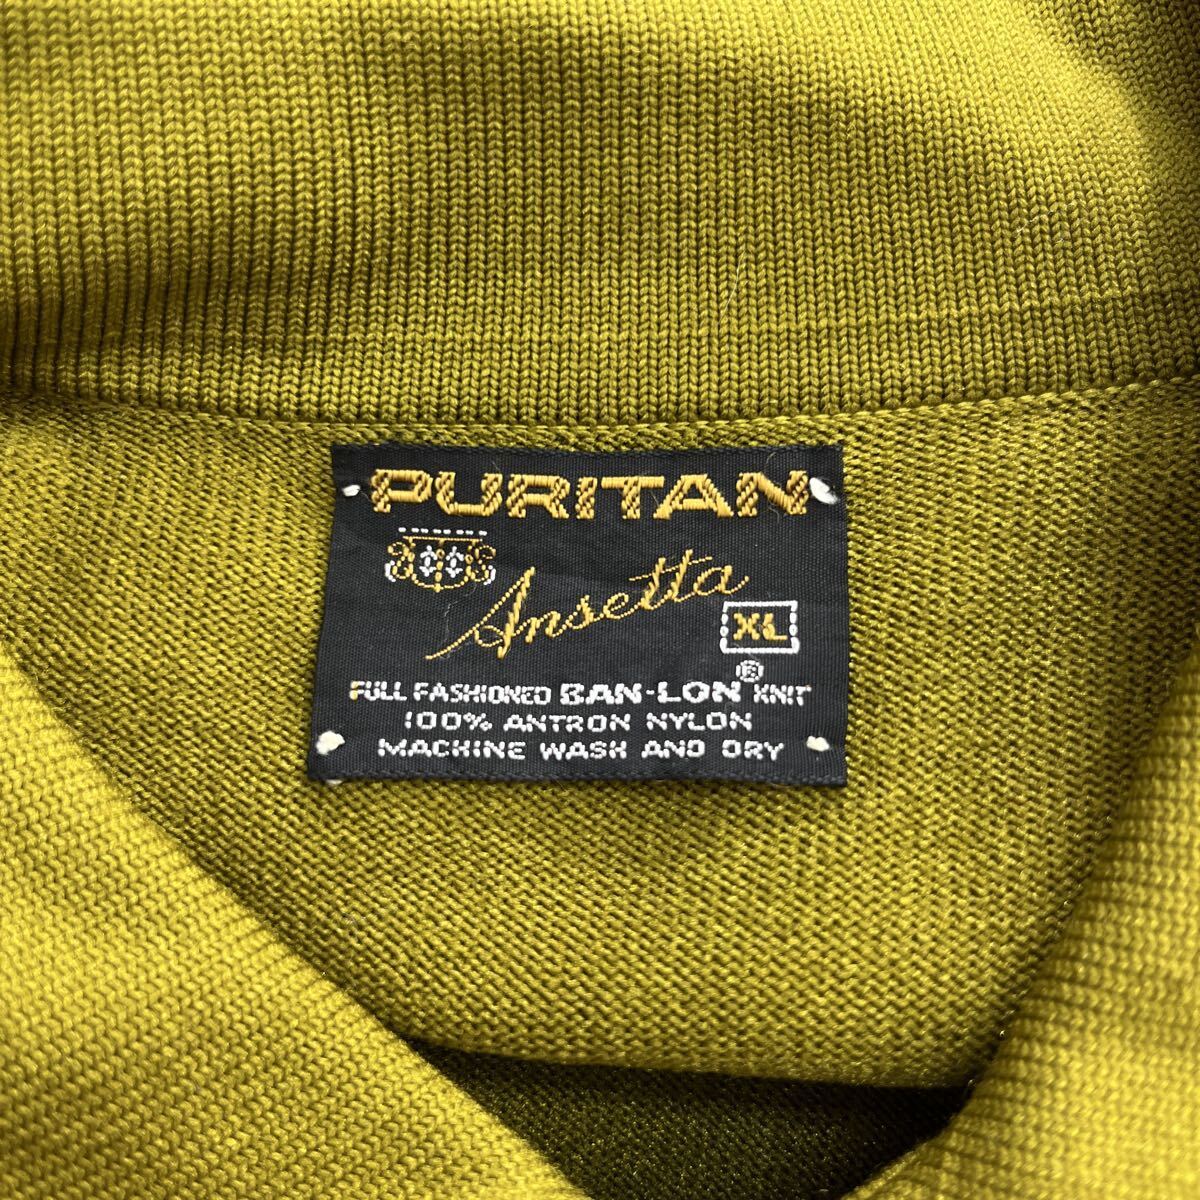 PURITAN
Ansetta
XL
FULL FASHIONED BAN-LON® KNIT
100% ANTRON NYLON
MACHINE WASH AND DRY